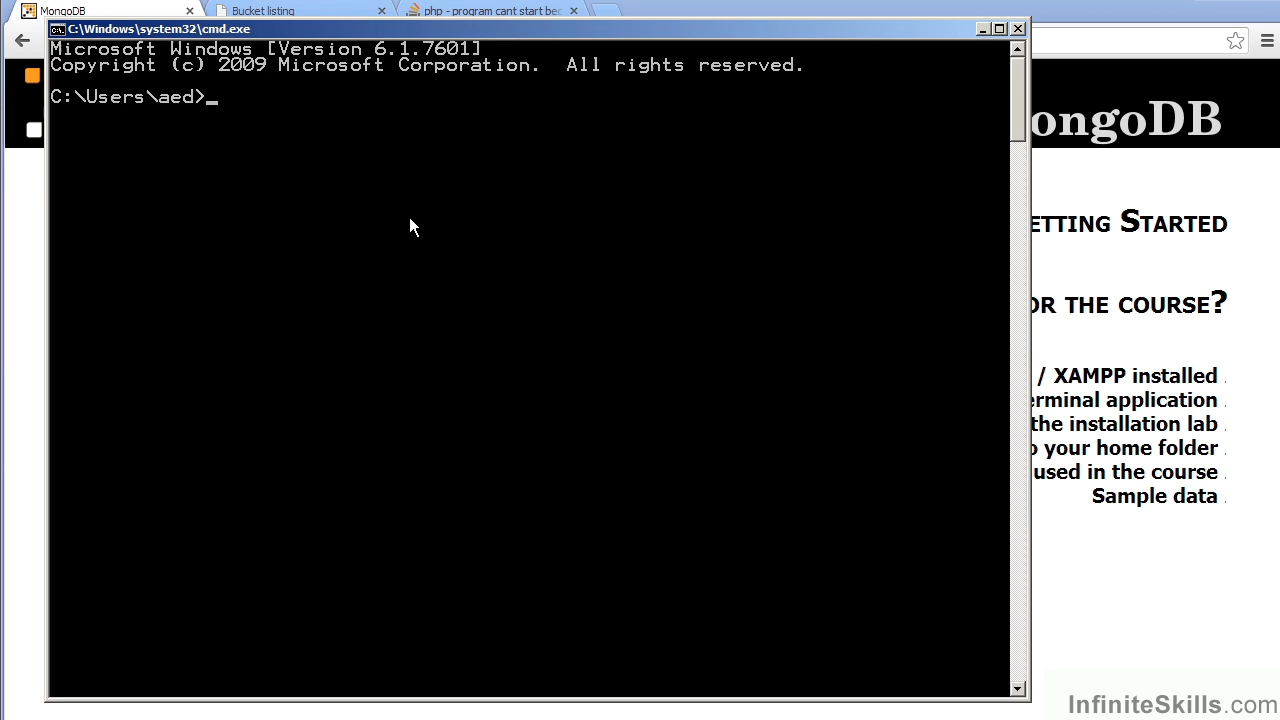 MongoDB
Bucket listing
php - program cant start bec
C:\Windows\system32\cmd.exe
Microsoft Windows [Version 6.1.7601]
Copyright (c) 2009 Microsoft Corporation.  All rights reserved.
C:\Users\aed>
ongoDB
etting Started
or the course?
/ XAMPP installed
erminal application
the installation lab
o your home folder
used in the course
Sample data
InfiniteSkills.com